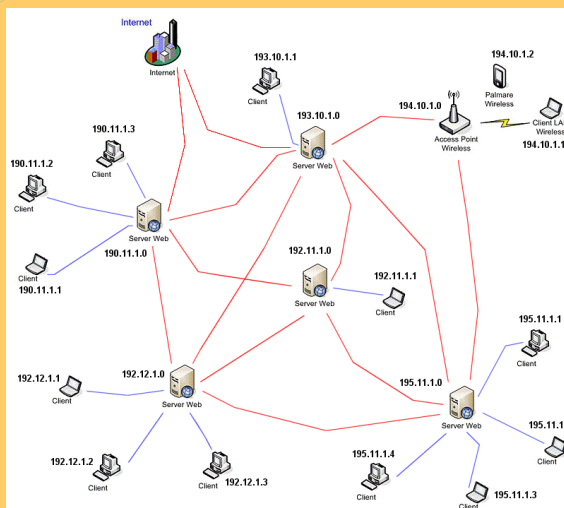 Internet
Internet
193.10.1.1
Client
193.10.1.0
Server Web
194.10.1.2
Palmare
Wireless
194.10.1.0
Access Point
Wireless
Client LA
Wireless
194.10.1.1
190.11.1.3
Client
190.11.1.2
Client
Server Web
190.11.1.0
Client
190.11.1.1
192.11.1.0
Server Web
192.11.1.1
Client
195.11.1.1
Client
192.12.1.1
Client
192.12.1.0
Server Web
195.11.1.0
Server Web
195.11.1
Client
192.12.1.2
Client
192.12.1.3
Client
195.11.1.4
Client
195.11.1.3
Client